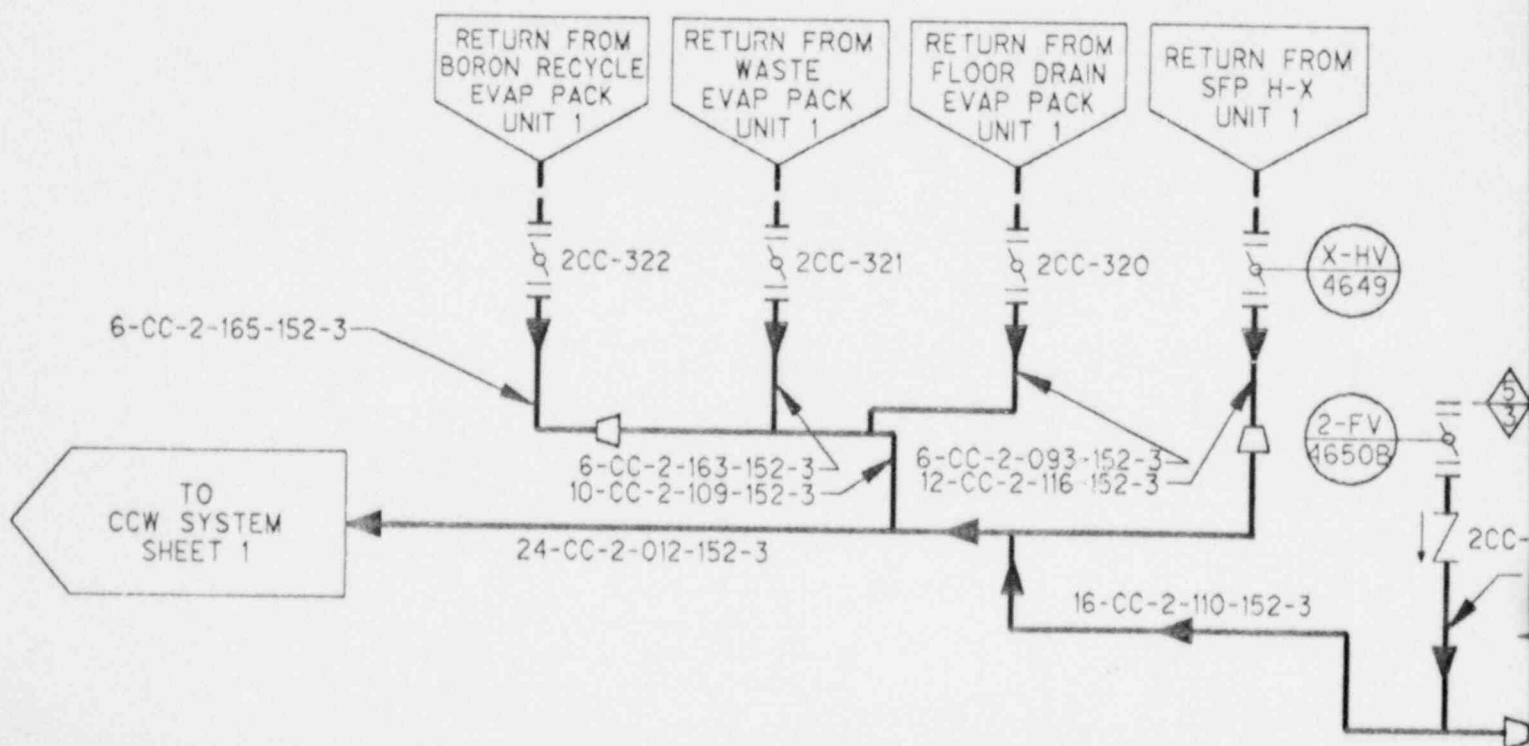 RETURN FROM
BORON RECYCLE
EVAP PACK
UNIT 1
RETURN FROM
WASTE
EVAP PACK
UNIT 1
RETURN FROM
FLOOR DRAIN
EVAP PACK
UNIT 1
RETURN FROM
SFP H-X
UNIT 1
2CC-322
2CC-321
2CC-320
X-HV
4649
6-CC-2-165-152-3
5
3
2-FV
4650B
6-CC-2-163-152-3
10-CC-2-109-152-3
6-CC-2-093-152-3
12-CC-2-116-152-3
TO
CCW SYSTEM
SHEET 1
24-CC-2-012-152-3
2CC-
16-CC-2-110-152-3